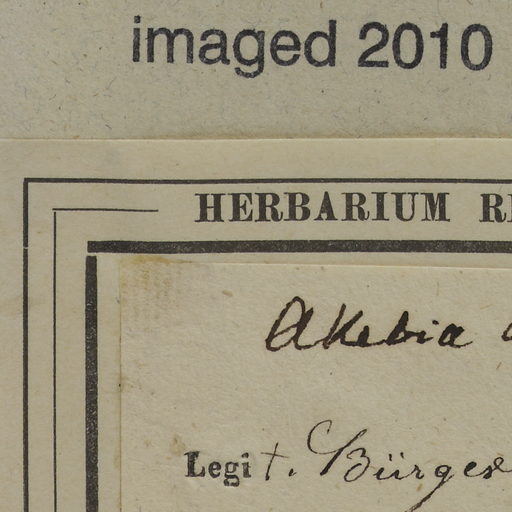 imaged 2010
HERBARIUM
Akebia
Legit. Bürger